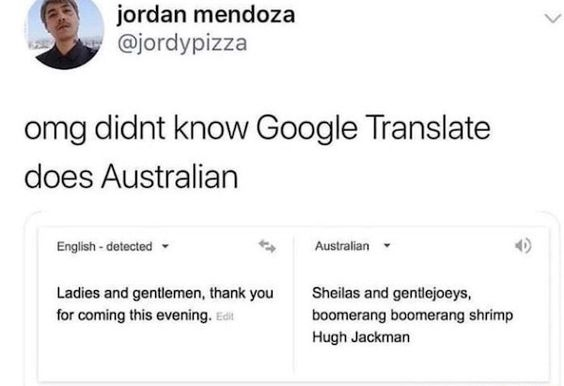 jordan mendoza
@jordypizza
omg didnt know Google Translate
does Australian
English - detected
Australian
Ladies and gentlemen, thank you
for coming this evening. Edit
Sheilas and gentlejoeys,
boomerang boomerang shrimp
Hugh Jackman